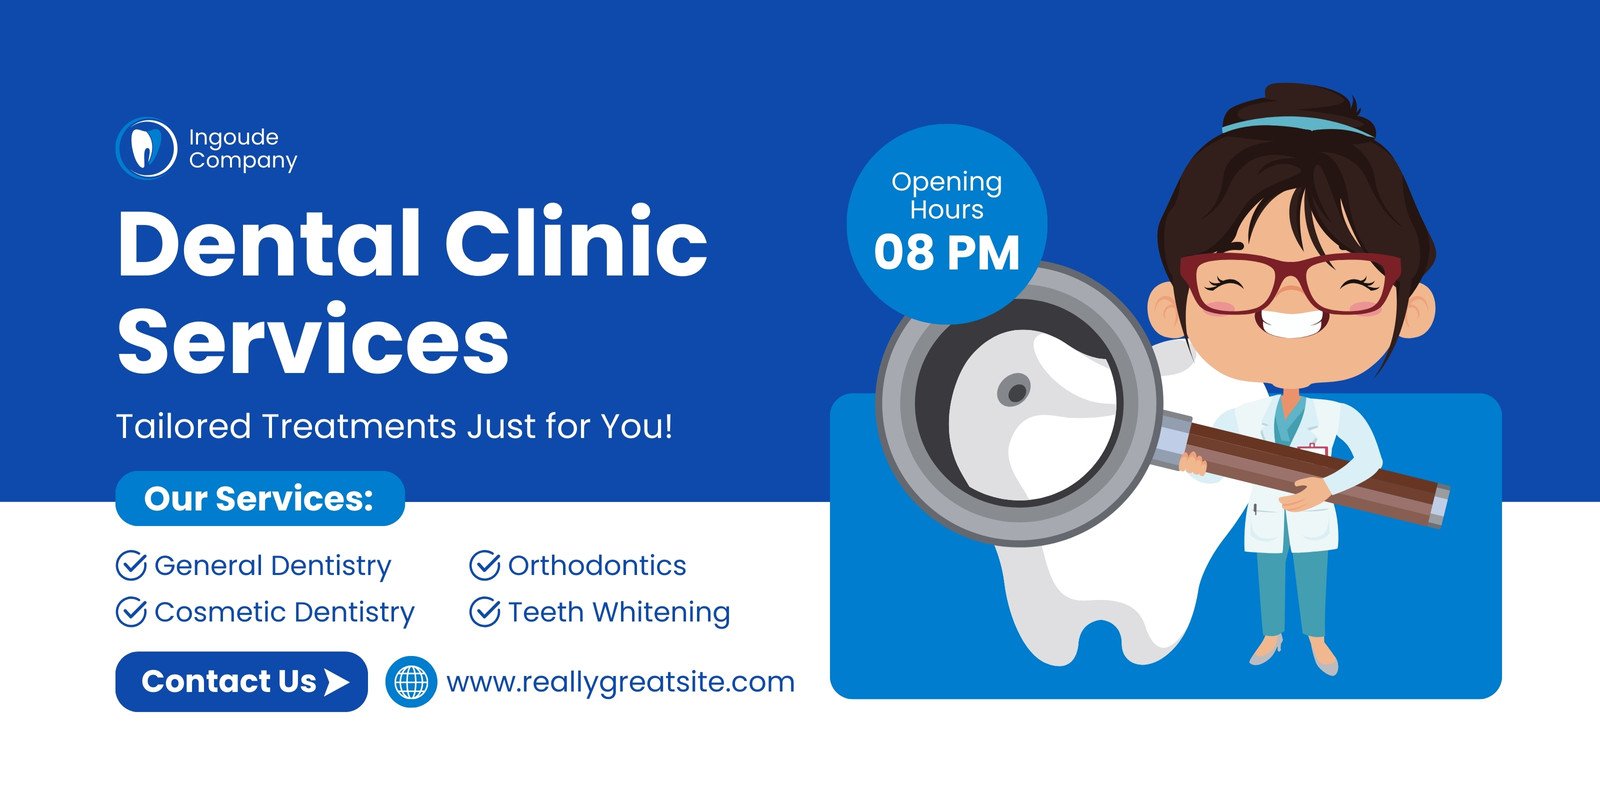 Ingoude
Company
Dental Clinic
Services
Tailored Treatments Just for You!
Our Services:
General Dentistry
Orthodontics
Cosmetic Dentistry
Teeth Whitening
Contact Us
www.reallygreatsite.com
Opening
Hours
08 PM